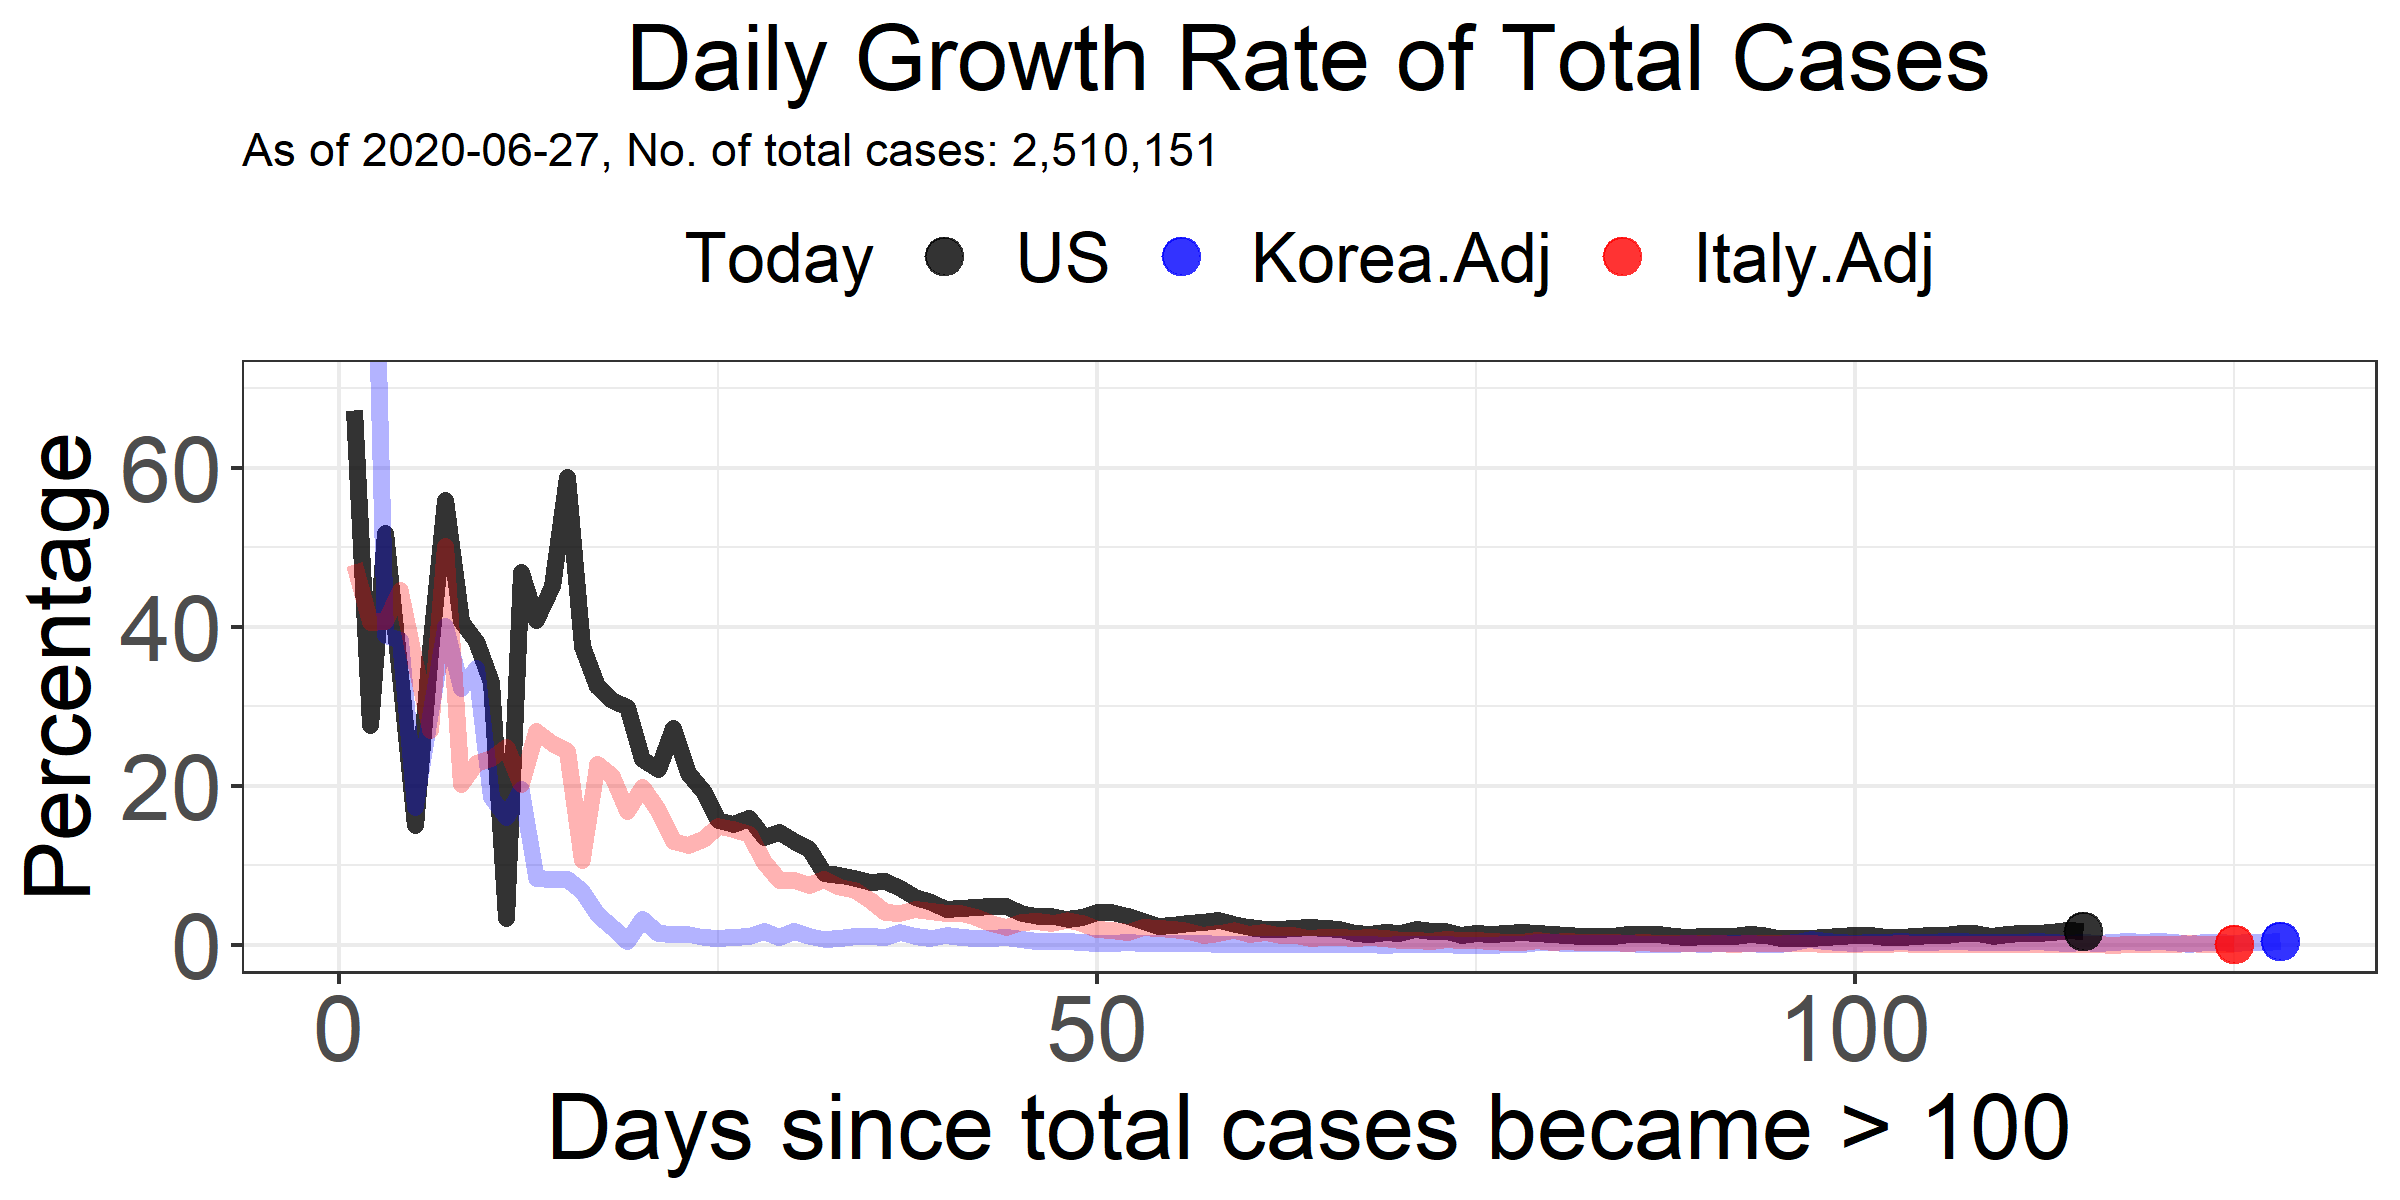 Daily Growth Rate of Total Cases
As of 2020-06-27, No. of total cases: 2,510,151
Today US Korea.Adj Italy.Adj
Percentage
60
40
20
0
0 50 100
Days since total cases became > 100